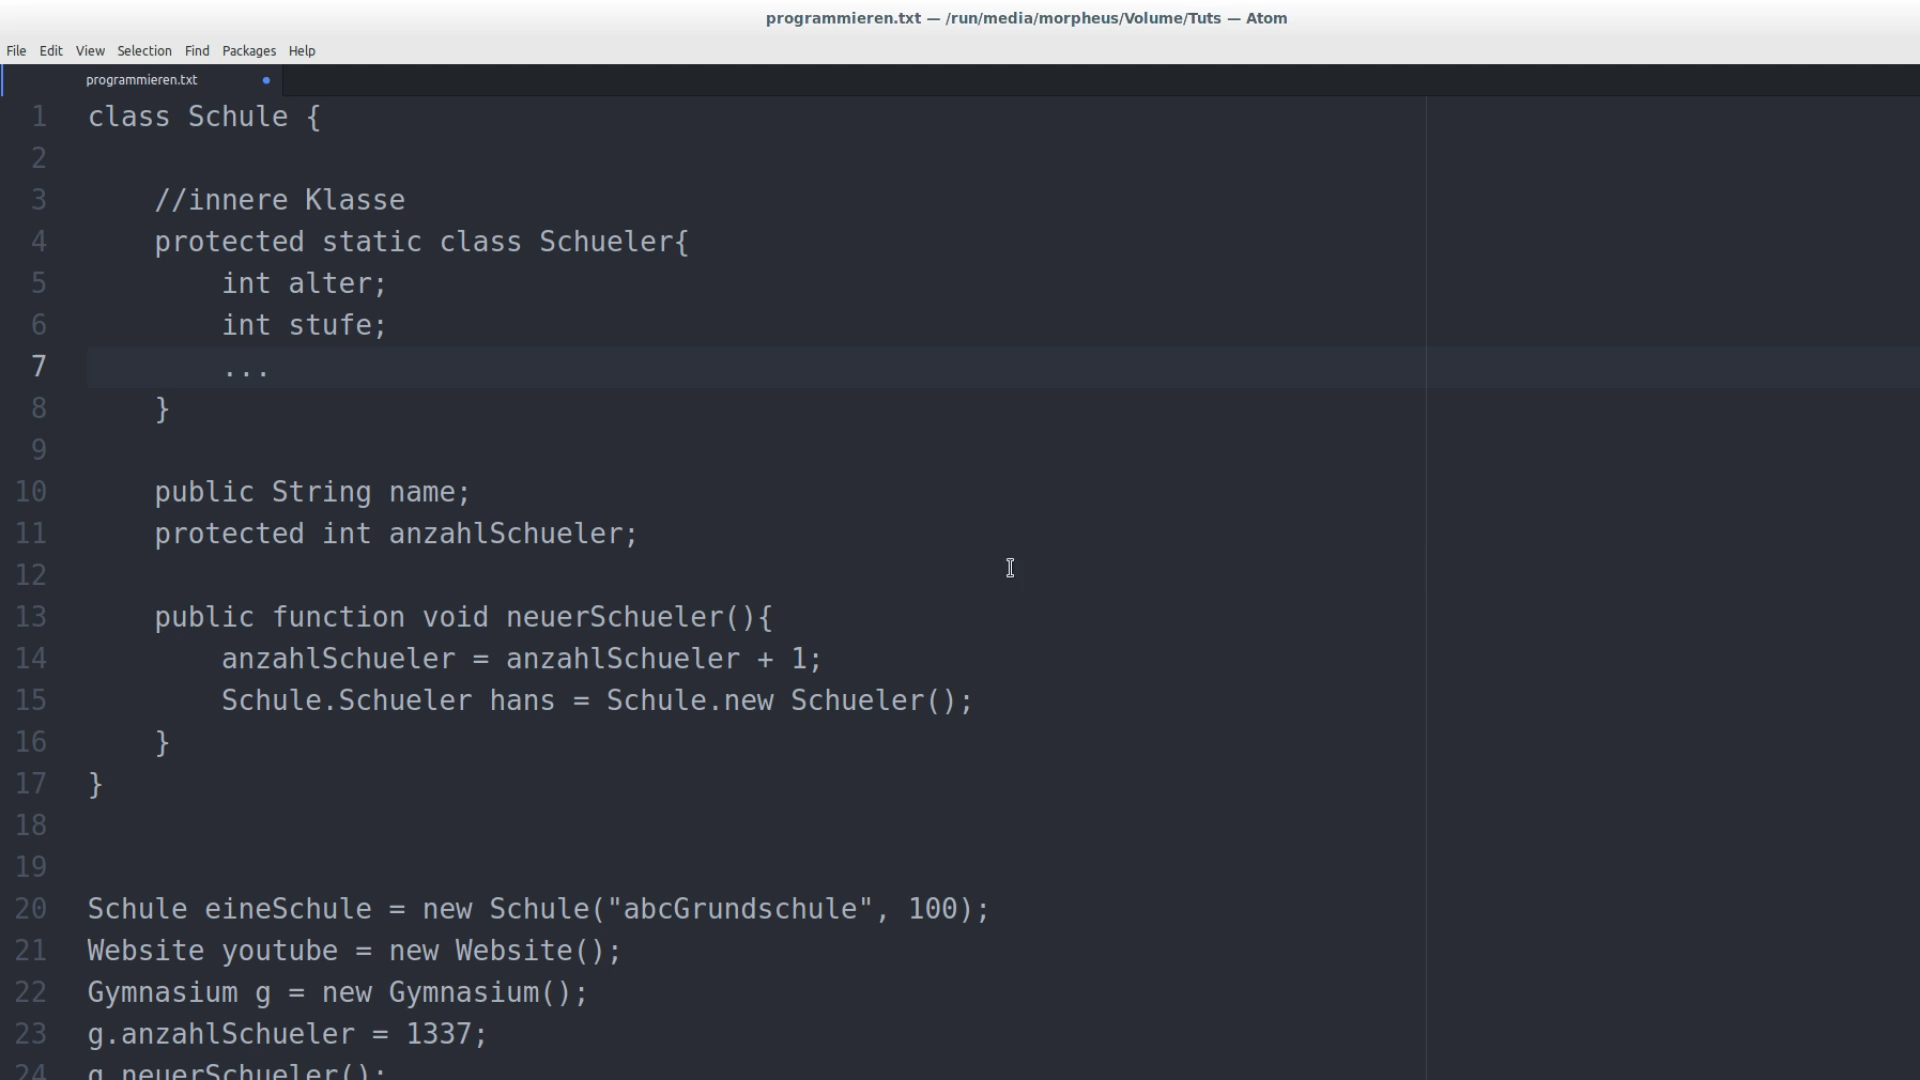 programmieren.txt — /run/media/morpheus/Volume/Tuts — Atom
File Edit View Selection Find Packages Help
programmieren.txt
1 class Schule {
2
3 //innere Klasse
4 protected static class Schueler{
5 int alter;
6 int stufe;
7 ...
8 }
9
10 public String name;
11 protected int anzahlSchueler;
12
13 public function void neuerSchueler(){
14 anzahlSchueler = anzahlSchueler + 1;
15 Schule.Schueler hans = Schule.new Schueler();
16 }
17 }
18
19
20 Schule eineSchule = new Schule("abcGrundschule", 100);
21 Website youtube = new Website();
22 Gymnasium g = new Gymnasium();
23 g.anzahlSchueler = 1337;
24 g.neuerSchueler();